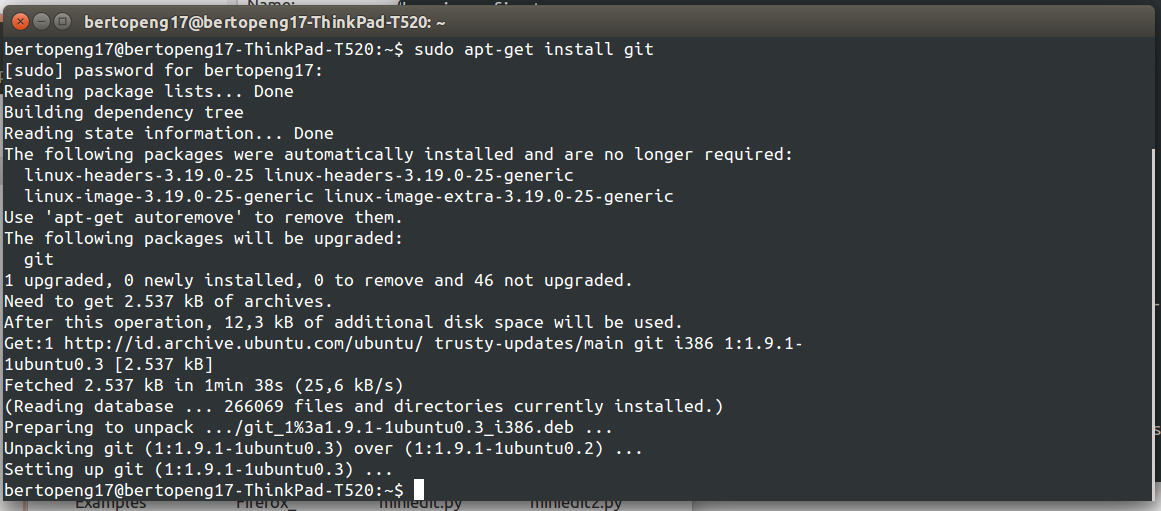 Name:
bertopeng17@bertopeng17-ThinkPad-T520: ~
bertopeng17@bertopeng17-ThinkPad-T520:~$ sudo apt-get install git
[sudo] password for bertopeng17:
Reading package lists... Done
Building dependency tree
Reading state information... Done
The following packages were automatically installed and are no longer required:
  linux-headers-3.19.0-25 linux-headers-3.19.0-25-generic
  linux-image-3.19.0-25-generic linux-image-extra-3.19.0-25-generic
Use 'apt-get autoremove' to remove them.
The following packages will be upgraded:
  git
1 upgraded, 0 newly installed, 0 to remove and 46 not upgraded.
Need to get 2.537 kB of archives.
After this operation, 12,3 kB of additional disk space will be used.
Get:1 http://id.archive.ubuntu.com/ubuntu/ trusty-updates/main git i386 1:1.9.1-
1ubuntu0.3 [2.537 kB]
Fetched 2.537 kB in 1min 38s (25,6 kB/s)
(Reading database ... 266069 files and directories currently installed.)
Preparing to unpack .../git_1%3a1.9.1-1ubuntu0.3_i386.deb ...
Unpacking git (1:1.9.1-1ubuntu0.3) over (1:1.9.1-1ubuntu0.2) ...
Setting up git (1:1.9.1-1ubuntu0.3) ...
bertopeng17@bertopeng17-ThinkPad-T520:~$
Examples Firefox_ miniedit.py miniedit2.py